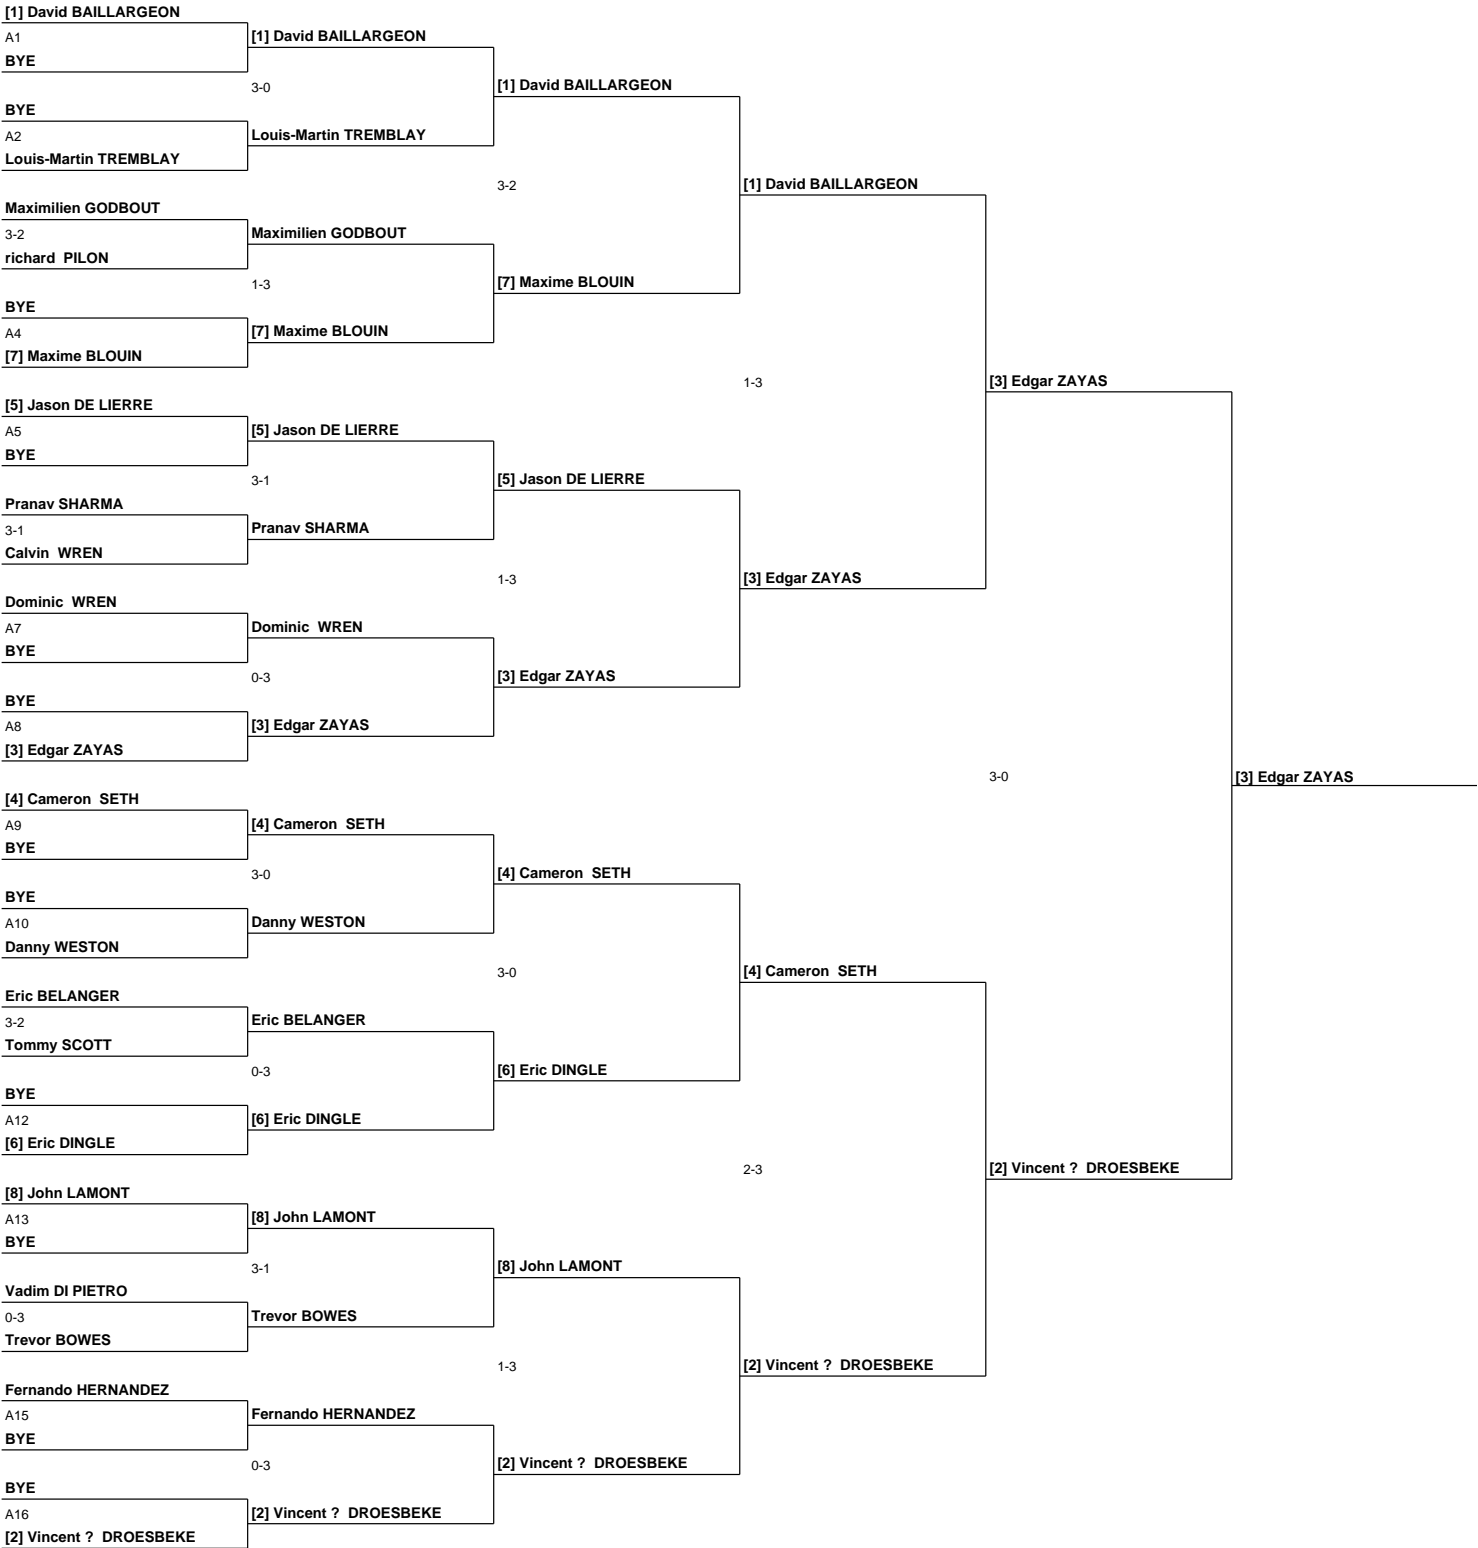 [1] David BAILLARGEON
A1
[1] David BAILLARGEON
BYE
3-0
[1] David BAILLARGEON
BYE
A2
Louis-Martin TREMBLAY
Louis-Martin TREMBLAY
3-2
[1] David BAILLARGEON
Maximilien GODBOUT
3-2
Maximilien GODBOUT
richard  PILON
1-3
[7] Maxime BLOUIN
BYE
A4
[7] Maxime BLOUIN
[7] Maxime BLOUIN
1-3
[3] Edgar ZAYAS
[5] Jason DE LIERRE
A5
[5] Jason DE LIERRE
BYE
3-1
[5] Jason DE LIERRE
Pranav SHARMA
3-1
Pranav SHARMA
Calvin  WREN
1-3
[3] Edgar ZAYAS
Dominic  WREN
A7
Dominic  WREN
BYE
0-3
[3] Edgar ZAYAS
BYE
A8
[3] Edgar ZAYAS
[3] Edgar ZAYAS
3-0
[3] Edgar ZAYAS
[4] Cameron  SETH
A9
[4] Cameron  SETH
BYE
3-0
[4] Cameron  SETH
BYE
A10
Danny WESTON
Danny WESTON
3-0
[4] Cameron  SETH
Eric BELANGER
3-2
Eric BELANGER
Tommy SCOTT
0-3
[6] Eric DINGLE
BYE
A12
[6] Eric DINGLE
[6] Eric DINGLE
2-3
[2] Vincent ?  DROESBEKE
[8] John LAMONT
A13
[8] John LAMONT
BYE
3-1
[8] John LAMONT
Vadim DI PIETRO
0-3
Trevor BOWES
Trevor BOWES
1-3
[2] Vincent ?  DROESBEKE
Fernando HERNANDEZ
A15
Fernando HERNANDEZ
BYE
0-3
[2] Vincent ?  DROESBEKE
BYE
A16
[2] Vincent ?  DROESBEKE
[2] Vincent ?  DROESBEKE